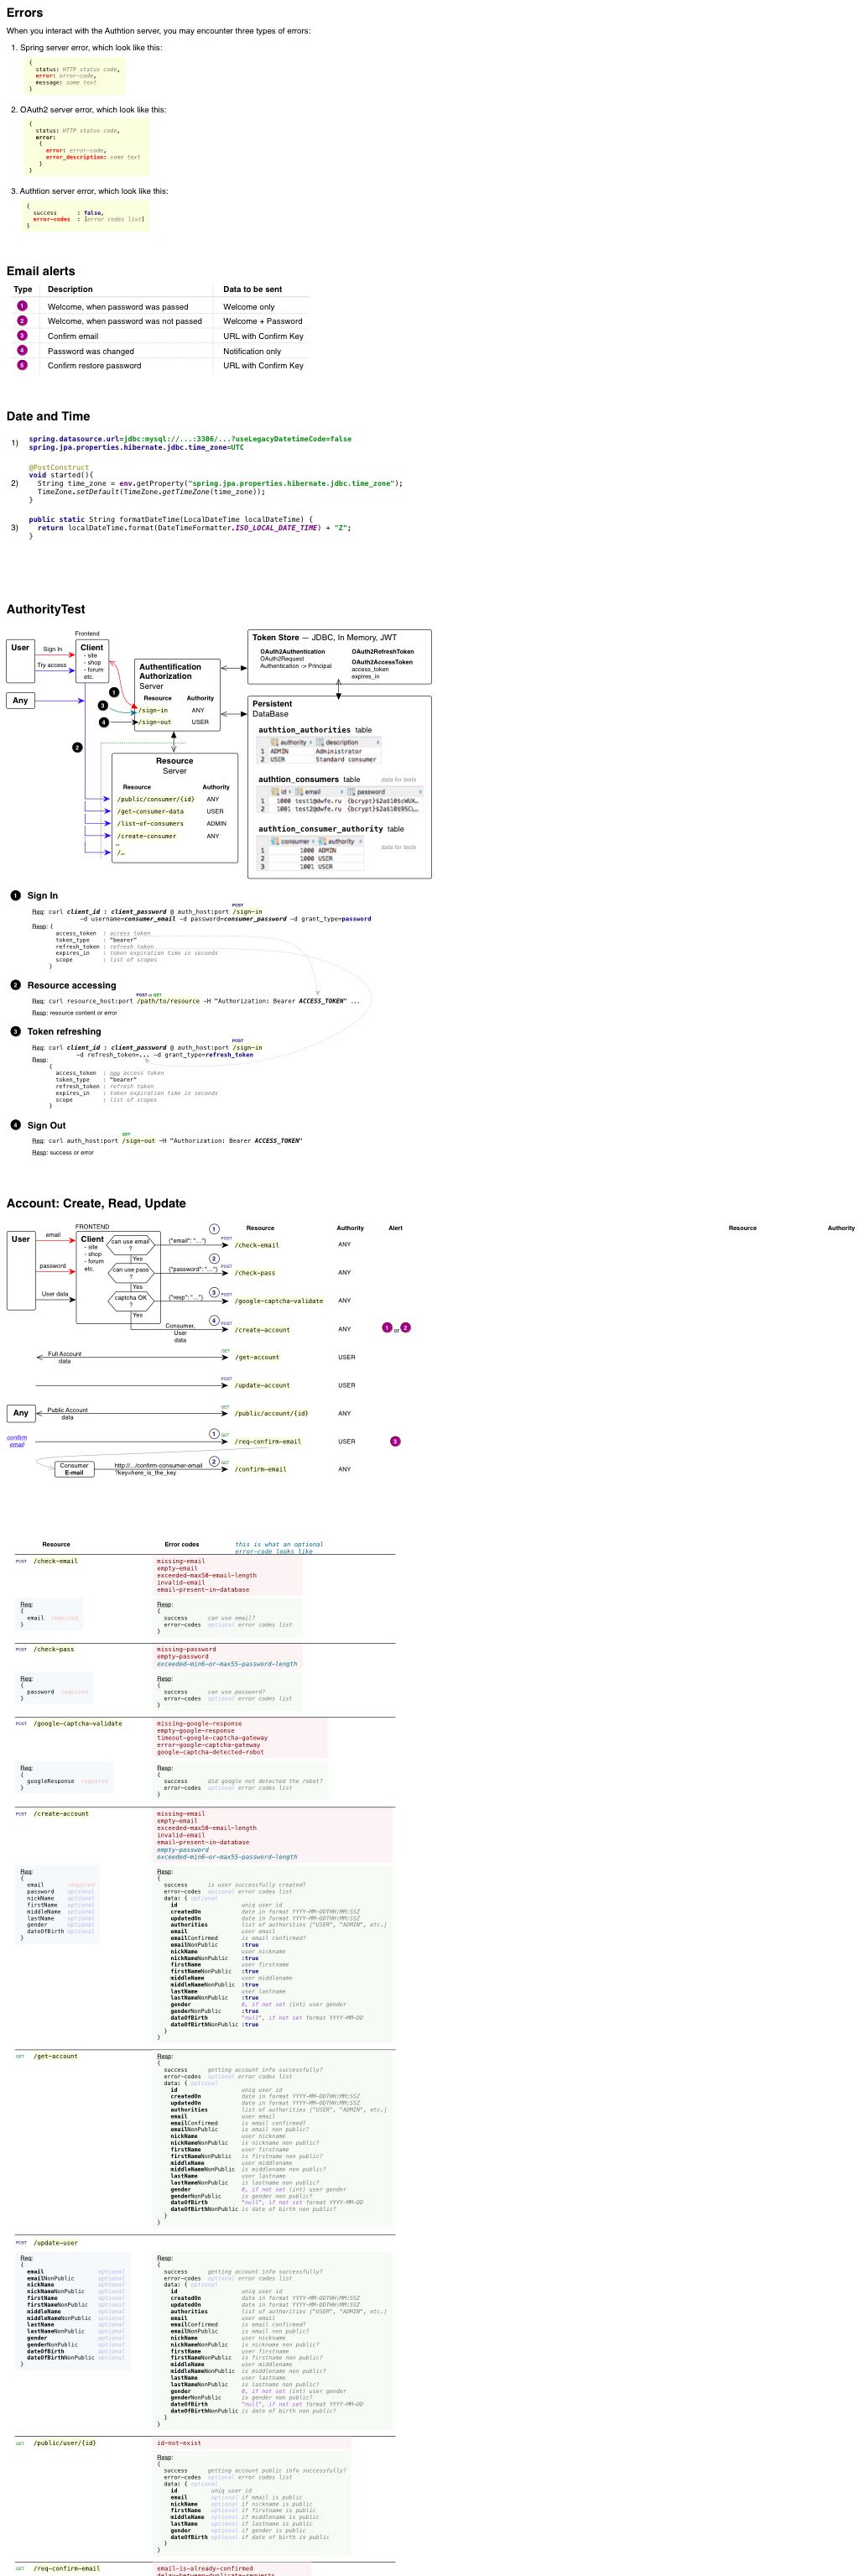 Errors
When you interact with the Authtion server, you may encounter three types of errors:
1. Spring server error, which look like this:
{
status: HTTP status code,
error: error-code,
message: some text
}
2. OAuth2 server error, which look like this:
{
status: HTTP status code,
error:
{
error: error-code,
error_description: some text
}
}
3. Authtion server error, which look like this:
{
success : false,
error-codes : [error codes list]
}
Email alerts
Type Description Data to be sent
1 Welcome, when password was passed Welcome only
2 Welcome, when password was not passed Welcome + Password
3 Confirm email URL with Confirm Key
4 Password was changed Notification only
5 Confirm restore password URL with Confirm Key
Date and Time
1) spring.datasource.url=jdbc:mysql://...:3306/...?useLegacyDatetimeCode=false
spring.jpa.properties.hibernate.jdbc.time_zone=UTC
@PostConstruct
void started(){
2) String time_zone = env.getProperty("spring.jpa.properties.hibernate.jdbc.time_zone");
TimeZone.setDefault(TimeZone.getTimeZone(time_zone));
}
public static String formatDateTime(LocalDateTime localDateTime) {
3) return localDateTime.format(DateTimeFormatter.ISO_LOCAL_DATE_TIME) + "Z";
}
AuthorityTest
Frontend
User
Sign In
Try access
Client
- site
- shop
- forum
etc.
Any
Authentification
Authorization
Server
Resource Authority
/sign-in ANY
/sign-out USER
1
3
4
2
Resource
Server
Resource Authority
/public/consumer/{id} ANY
/get-consumer-data USER
/list-of-consumers ADMIN
/create-consumer ANY
…
/…
Token Store — JDBC, In Memory, JWT
OAuth2Authentication
OAuth2Request
Authentication -> Principal
OAuth2RefreshToken
OAuth2AccessToken
access_token
expires_in
Persistent
DataBase
authtion_authorities table
authority description
1 ADMIN Administrator
2 USER Standard consumer
authtion_consumers table data for tests
id email password
1 1000 test1@dwfe.ru {bcrypt}$2a$10$cWUX…
2 1001 test2@dwfe.ru {bcrypt}$2a$10$9SCL…
authtion_consumer_authority table
consumer authority data for tests
1 1000 ADMIN
2 1000 USER
3 1001 USER
1 Sign In
POST
Req: curl client_id : client_password @ auth_host:port /sign-in
-d username=consumer_email -d password=consumer_password -d grant_type=password
Resp: {
access_token : access token
token_type : "bearer"
refresh_token : refresh token
expires_in : token expiration time in seconds
scope : list of scopes
}
2 Resource accessing
POST or GET
Req: curl resource_host:port /path/to/resource -H "Authorization: Bearer ACCESS_TOKEN" ...
Resp: resource content or error
3 Token refreshing
POST
Req: curl client_id : client_password @ auth_host:port /sign-in
-d refresh_token=... -d grant_type=refresh_token
Resp:
{
access_token : new access token
token_type : "bearer"
refresh_token : refresh token
expires_in : token expiration time in seconds
scope : list of scopes
}
4 Sign Out
GET
Req: curl auth_host:port /sign-out -H "Authorization: Bearer ACCESS_TOKEN"
Resp: success or error
Account: Create, Read, Update
FRONTEND
Resource Authority Alert Resource Authority
User
email
password
User data
Client
- site
- shop
- forum
etc.
can use email ?
Yes
can use pass ?
Yes
captcha OK ?
Yes
1 {"email": "..."} POST /check-email ANY
2 {"password": "..."} POST /check-pass ANY
3 {"resp": "..."} POST /google-captcha-validate ANY
4 Consumer, User data POST /create-account ANY 1 or 2
Full Account data GET /get-account USER
POST /update-account USER
Any Public Account data GET /public/account/{id} ANY
confirm email 1 GET /req-confirm-email USER 3
Consumer E-mail http://.../confirm-consumer-email ?key=here_is_the_key 2 GET /confirm-email ANY
Resource Error codes this is what an optional
error-code looks like
POST /check-email missing-email
empty-email
exceeded-max50-email-length
invalid-email
email-present-in-database
Req:
{
email required
}
Resp:
{
success can use email?
error-codes optional error codes list
}
POST /check-pass missing-password
empty-password
exceeded-min6-or-max55-password-length
Req:
{
password required
}
Resp:
{
success can use password?
error-codes optional error codes list
}
POST /google-captcha-validate missing-google-response
empty-google-response
timeout-google-captcha-gateway
error-google-captcha-gateway
google-captcha-detected-robot
Req:
{
googleResponse required
}
Resp:
{
success did google not detected the robot?
error-codes optional error codes list
}
POST /create-account missing-email
empty-email
exceeded-max50-email-length
invalid-email
email-present-in-database
empty-password
exceeded-min6-or-max55-password-length
Req:
{
email required
password optional
nickName optional
firstName optional
middleName optional
lastName optional
gender optional
dateOfBirth optional
}
Resp:
{
success is user successfully created?
error-codes optional error codes list
data: { optional
id uniq user id
createdOn date in format YYYY-MM-DDTHH:MM:SSZ
updatedOn date in format YYYY-MM-DDTHH:MM:SSZ
authorities list of authorities ["USER", "ADMIN", etc.]
email user email
emailConfirmed is email confirmed?
emailNonPublic :true
nickName user nickname
nickNameNonPublic :true
firstName user firstname
firstNameNonPublic :true
middleName user middlename
middleNameNonPublic :true
lastName user lastname
lastNameNonPublic :true
gender 0, if not set (int) user gender
genderNonPublic :true
dateOfBirth "null", if not set format YYYY-MM-DD
dateOfBirthNonPublic :true
}
}
GET /get-account
Resp:
{
success getting account info successfully?
error-codes optional error codes list
data: { optional
id uniq user id
createdOn date in format YYYY-MM-DDTHH:MM:SSZ
updatedOn date in format YYYY-MM-DDTHH:MM:SSZ
authorities list of authorities ["USER", "ADMIN", etc.]
email user email
emailConfirmed is email confirmed?
emailNonPublic is email non public?
nickName user nickname
nickNameNonPublic is nickname non public?
firstName user firstname
firstNameNonPublic is firstname non public?
middleName user middlename
middleNameNonPublic is middlename non public?
lastName user lastname
lastNameNonPublic is lastname non public?
gender 0, if not set (int) user gender
genderNonPublic is gender non public?
dateOfBirth "null", if not set format YYYY-MM-DD
dateOfBirthNonPublic is date of birth non public?
}
}
POST /update-user
Req:
{
email optional
emailNonPublic optional
nickName optional
nickNameNonPublic optional
firstName optional
firstNameNonPublic optional
middleName optional
middleNameNonPublic optional
lastName optional
lastNameNonPublic optional
gender optional
genderNonPublic optional
dateOfBirth optional
dateOfBirthNonPublic optional
}
Resp:
{
success getting account info successfully?
error-codes optional error codes list
data: { optional
id uniq user id
createdOn date in format YYYY-MM-DDTHH:MM:SSZ
updatedOn date in format YYYY-MM-DDTHH:MM:SSZ
authorities list of authorities ["USER", "ADMIN", etc.]
email user email
emailConfirmed is email confirmed?
emailNonPublic is email non public?
nickName user nickname
nickNameNonPublic is nickname non public?
firstName user firstname
firstNameNonPublic is firstname non public?
middleName user middlename
middleNameNonPublic is middlename non public?
lastName user lastname
lastNameNonPublic is lastname non public?
gender 0, if not set (int) user gender
genderNonPublic is gender non public?
dateOfBirth "null", if not set format YYYY-MM-DD
dateOfBirthNonPublic is date of birth non public?
}
}
GET /public/user/{id} id-not-exist
Resp:
{
success getting account public info successfully?
error-codes optional error codes list
data: { optional
id uniq user id
email optional if email is public
nickName optional if nickname is public
firstName optional if firstname is public
middleName optional if middlename is public
lastName optional if lastname is public
gender optional if gender is public
dateOfBirth optional if date of birth is public
}
}
GET /req-confirm-email email-is-already-confirmed
delay-between-duplicate-requests